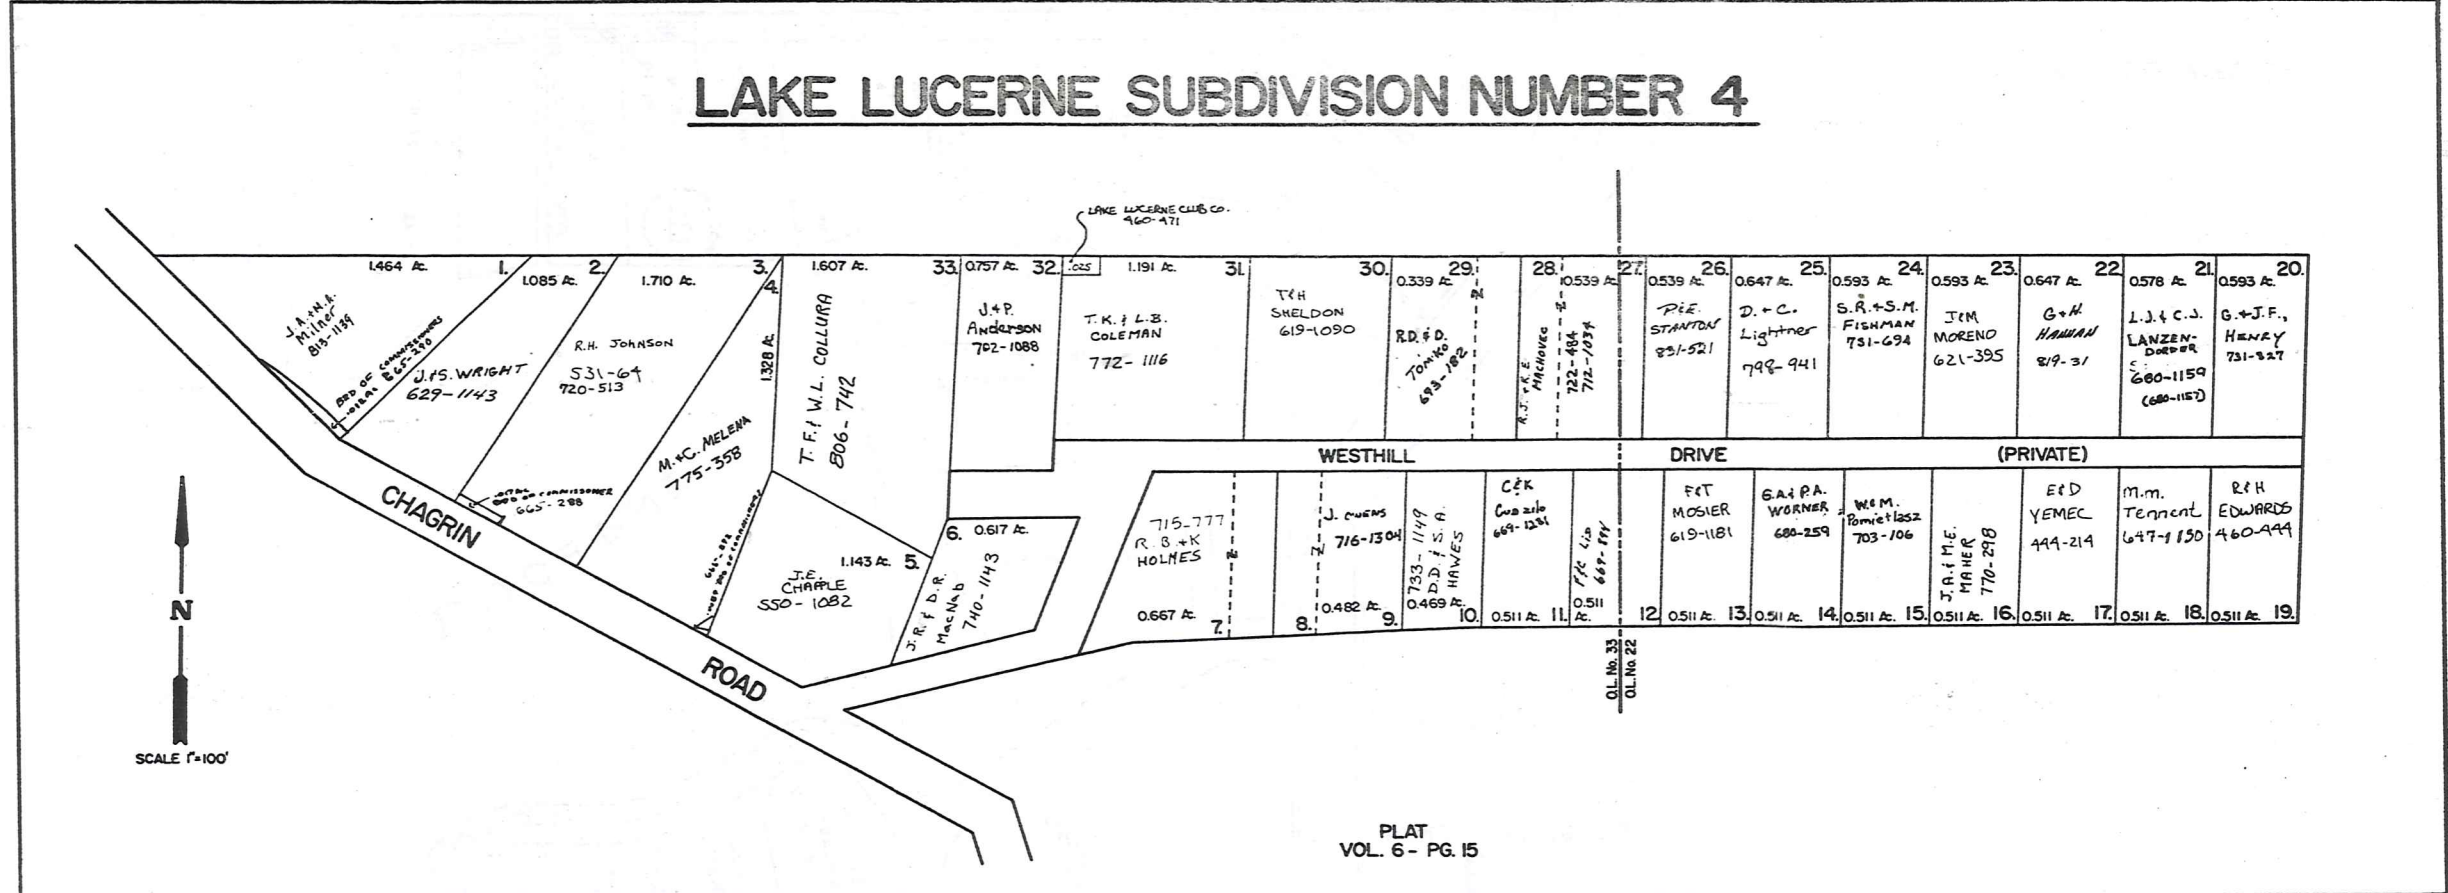 LAKE LUCERNE SUBDIVISION NUMBER 4
LAKE LUCERNE CLUB CO.
460-471
1.464 Ac. 1.
J.A.+N.A.
Milner
813-1139
BRD OF COMMISSIONERS
865-290
1.085 Ac. 2.
J.+S. WRIGHT
629-1143
1.710 Ac. 3.
R.H. JOHNSON
531-64
720-513
BRD OF COMMISSIONER
665-288
4.
1.328 Ac.
M.+C. MELENA
775-358
1.607 Ac. 33.
T.F.& W.L. COLLURA
806-742
0.757 Ac. 32.
J.+P.
Anderson
702-1088
.025
1.191 Ac. 31.
T.K.& L.B.
COLEMAN
772-1116
30.
T&H
SHELDON
619-1090
0.339 Ac. 29.
R.D.& D.
Tomko
693-182
Z
28.
R.J.+K.E
MACHOVEC
Z
0.539 Ac. 27.
722-484
712-1034
0.539 Ac. 26.
P&E.
STANTON
831-521
0.647 Ac. 25.
D.+C.
Lightner
798-941
0.593 Ac. 24.
S.R.+S.M.
FISHMAN
731-694
0.593 Ac. 23.
J&M
MORENO
621-395
0.647 Ac. 22.
G+H
819-31
0.578 Ac. 21.
L.J.& C.J.
LANZEN-
DORDER
680-1159
(680-1157)
0.593 Ac. 20.
G.+J.F.,
HENRY
731-327
WESTHILL DRIVE (PRIVATE)
CHAGRIN
ROAD
1.143 Ac. 5.
J.E.
CHAPPLE
550-1082
6. 0.617 Ac.
J.R.& D.R.
MacNab
740-1143
715-777
R.B.+K
HOLMES
0.667 Ac. 7.
Z
8.
Z
J. OWENS
716-1304
0.482 Ac. 9.
733-1149
D.D.& S.A.
HAWES
0.469 Ac. 10.
C&K
669-1231
0.511 Ac. 11.
F&C
0.511
Ac.
12.
F&T
MOSIER
619-1181
0.511 Ac. 13.
G.A.& P.A.
WORNER
680-259
0.511 Ac. 14.
W.&M.
Pomietlasz
703-106
0.511 Ac. 15.
J.A.& M.E.
MAHER
770-298
0.511 Ac. 16.
E&D
YEMEC
444-214
0.511 Ac. 17.
M.M.
Tennent
647-1150
0.511 Ac. 18.
R&H
EDWARDS
460-444
0.511 Ac. 19.
O.L. No. 33
O.L. No. 22
N
SCALE 1"=100'
PLAT
VOL. 6 - PG. 15